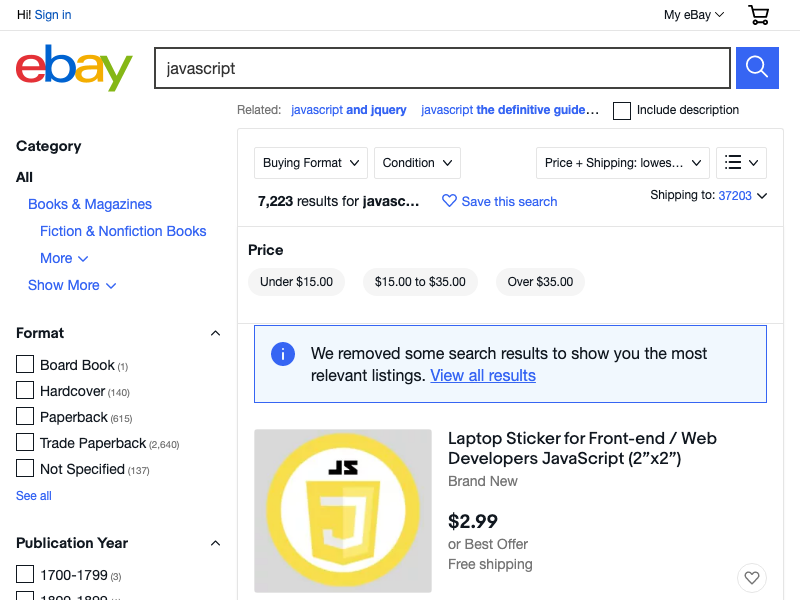 Hi! Sign in
My eBay
ebay
javascript
Related: javascript and jquery javascript the definitive guide... Include description
Category
All
Books & Magazines
Fiction & Nonfiction Books
More
Show More
Format
Board Book (1)
Hardcover (140)
Paperback (615)
Trade Paperback (2,640)
Not Specified (137)
See all
Publication Year
1700-1799 (3)
Buying Format
Condition
Price + Shipping: lowes...
7,223 results for javasc...
Save this search
Shipping to: 37203
Price
Under $15.00
$15.00 to $35.00
Over $35.00
We removed some search results to show you the most
relevant listings. View all results
JS
Laptop Sticker for Front-end / Web
Developers JavaScript (2”x2”)
Brand New
$2.99
or Best Offer
Free shipping